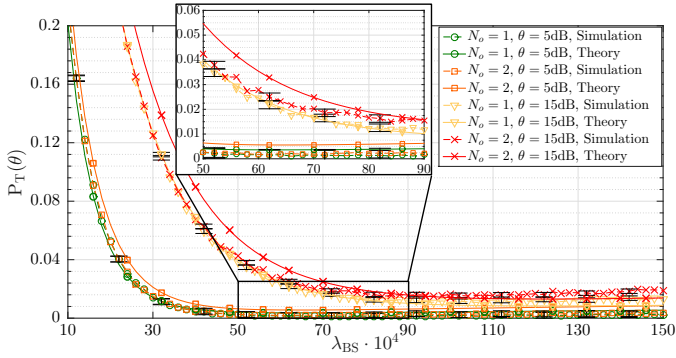 0.2
0.16
0.12
0.08
0.04
0
P_T(θ)
10
30
50
70
90
110
130
150
λ_BS · 10^4
0.06
0.05
0.04
0.03
0.02
0.01
0
50
60
70
80
90
N_o = 1, θ = 5dB, Simulation
N_o = 1, θ = 5dB, Theory
N_o = 2, θ = 5dB, Simulation
N_o = 2, θ = 5dB, Theory
N_o = 1, θ = 15dB, Simulation
N_o = 1, θ = 15dB, Theory
N_o = 2, θ = 15dB, Simulation
N_o = 2, θ = 15dB, Theory